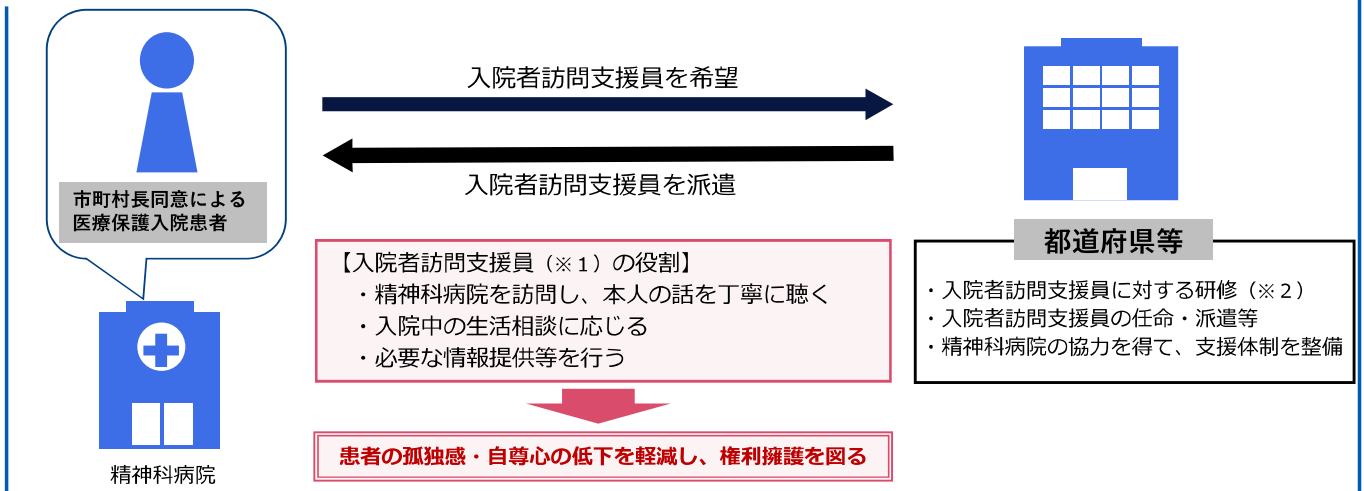 入院者訪問支援員を希望
入院者訪問支援員を派遣
市町村長同意による
医療保護入院患者
精神科病院
【入院者訪問支援員（※１）の役割】
・精神科病院を訪問し、本人の話を丁寧に聴く
・入院中の生活相談に応じる
・必要な情報提供等を行う
患者の孤独感・自尊心の低下を軽減し、権利擁護を図る
都道府県等
・入院者訪問支援員に対する研修（※２）
・入院者訪問支援員の任命・派遣等
・精神科病院の協力を得て、支援体制を整備